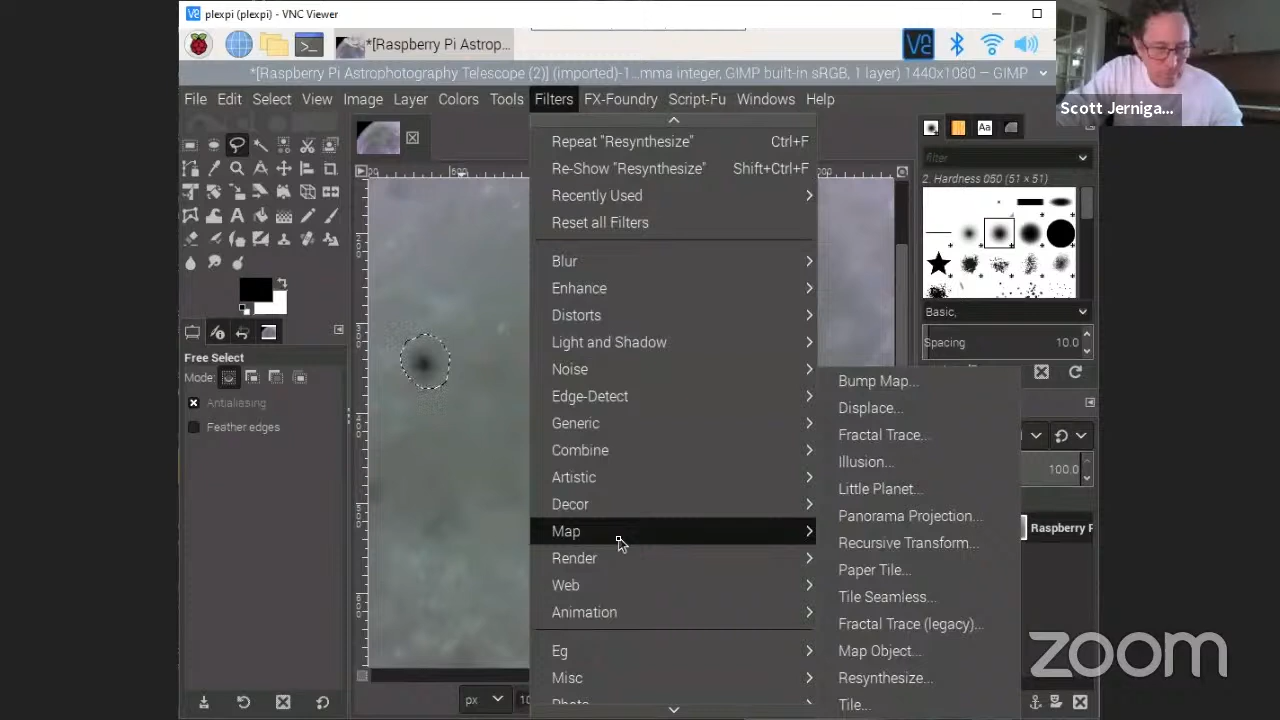 plexpi (plexpi) - VNC Viewer
*[Raspberry Pi Astrop...
*[Raspberry Pi Astrophotography Telescope (2)] (imported)-1...mma integer, GIMP built-in sRGB, 1 layer) 1440x1080 – GIMP
File Edit Select View Image Layer Colors Tools Filters FX-Foundry Script-Fu Windows Help
Scott Jerniga...
Repeat "Resynthesize" Ctrl+F
Re-Show "Resynthesize" Shift+Ctrl+F
Recently Used
Reset all Filters
Blur
Enhance
Distorts
Light and Shadow
Noise
Edge-Detect
Generic
Combine
Artistic
Decor
Map
Render
Web
Animation
Eg
Misc
Photo
Bump Map...
Displace...
Fractal Trace...
Illusion...
Little Planet...
Panorama Projection...
Recursive Transform...
Paper Tile...
Tile Seamless...
Fractal Trace (legacy)...
Map Object...
Resynthesize...
Tile...
Free Select
Mode:
Antialiasing
Feather edges
px
10
filter
2. Hardness 050 (51 × 51)
Basic,
Spacing 10.0
100.0
Raspberry P
zoom